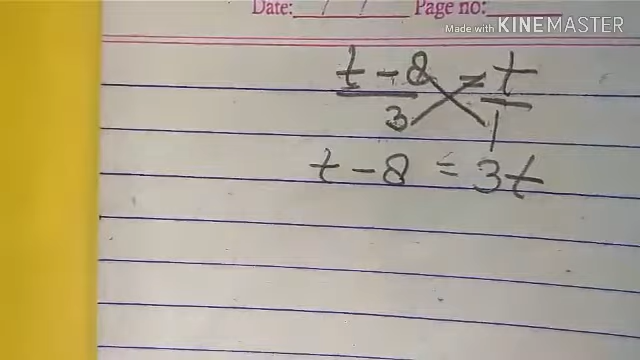 Date: / / Page no:
Made with KINEMASTER
t - 8 = t
3 1
t - 8 = 3t